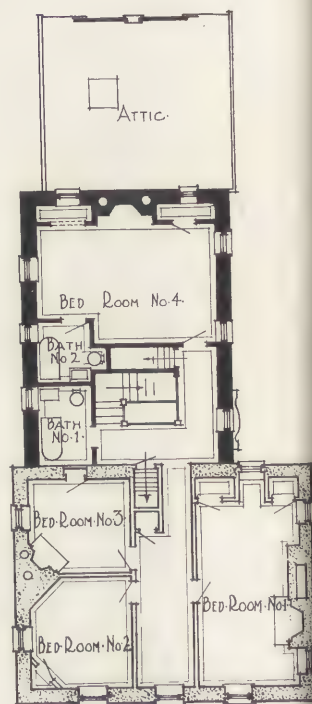 ATTIC.
BED ROOM No. 4.
BATH
No 2
BATH
No. 1.
BED. ROOM. No 3
BED. ROOM No 1
BED. ROOM No 2